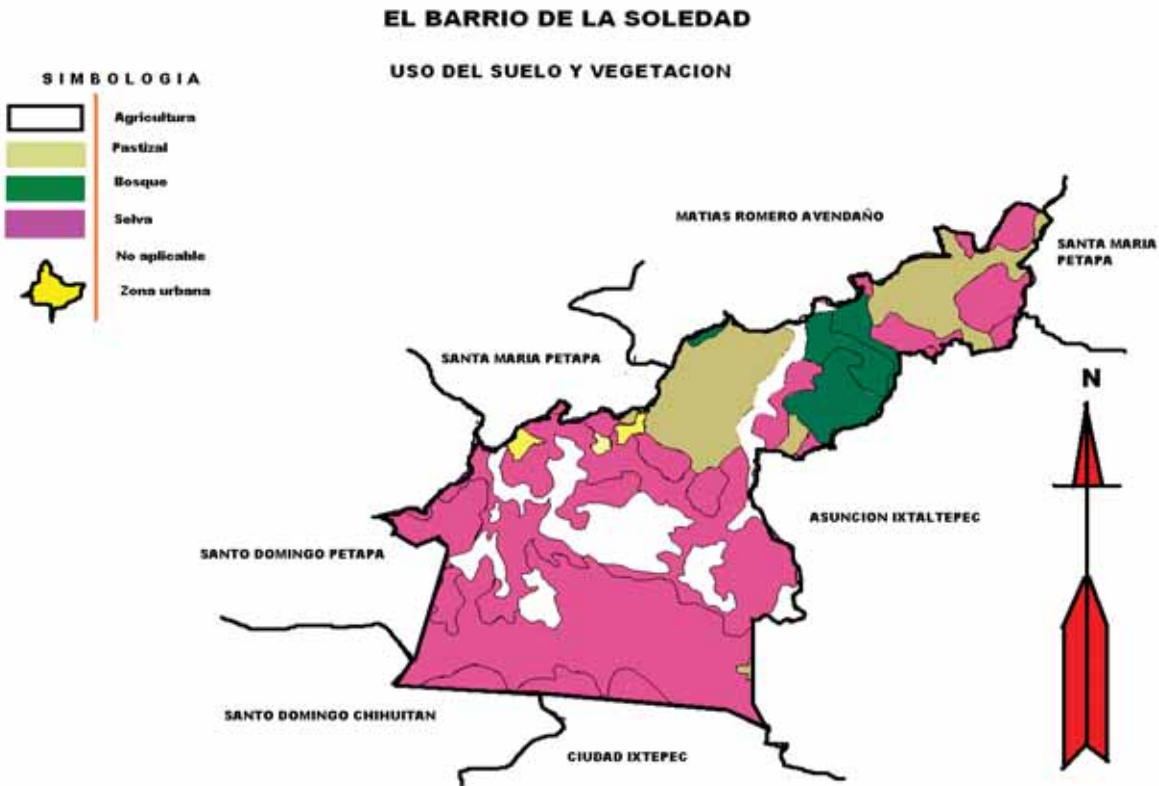 EL BARRIO DE LA SOLEDAD
USO DEL SUELO Y VEGETACION
SIMBOLOGIA
Agricultura
Pastizal
Bosque
Selva
No aplicable
Zona urbana
MATIAS ROMERO AVENDAÑO
SANTA MARIA
PETAPA
SANTA MARIA PETAPA
N
ASUNCION IXTALTEPEC
SANTO DOMINGO PETAPA
SANTO DOMINGO CHIHUITAN
CIUDAD IXTEPEC